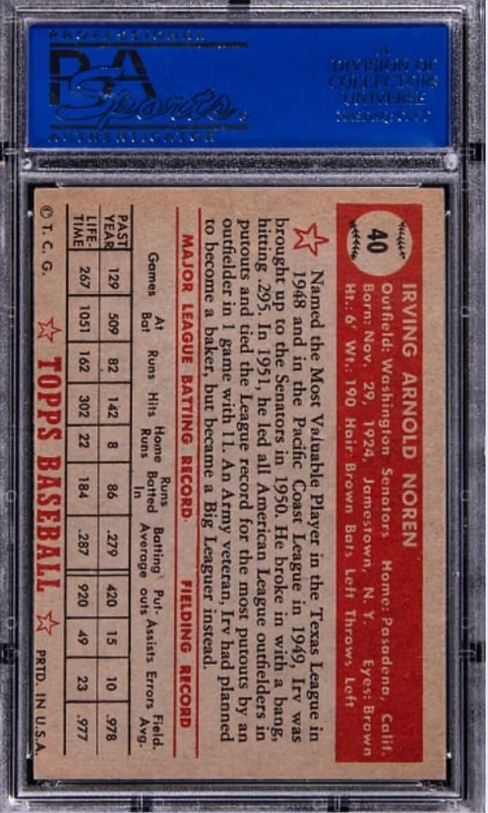 PROFESSIONAL
PSA
Sports
AUTHENTICATOR
A
DIVISION OF
COLLECTORS
UNIVERSE
NASDAQ: CLCT
40
IRVING ARNOLD NOREN
Outfield: Washington Senators Home: Pasadena, Calif.
Born: Nov. 29, 1924, Jamestown, N. Y. Eyes: Brown
Ht.: 6' Wt.: 190 Hair: Brown Bats: Left Throws: Left
Named the Most Valuable Player in the Texas League in
1948 and in the Pacific Coast League in 1949, Irv was
brought up to the Senators in 1950. He broke in with a bang,
hitting .295. In 1951, he led all American League outfielders in
putouts and tied the League record for the most putouts by an
outfielder in 1 game with 11. An Army veteran, Irv had planned
to become a baker, but became a Big Leaguer instead.
MAJOR LEAGUE BATTING RECORD FIELDING RECORD
Games At Bat Runs Hits Home Runs Runs Batted In Batting Average Put-outs Assists Errors Field. Avg.
PAST YEAR 129 509 82 142 8 86 .279 420 15 10 .978
LIFE-TIME 267 1051 162 302 22 184 .287 920 49 23 .977
© T. C. G. TOPPS BASEBALL PRTD. IN U.S.A.